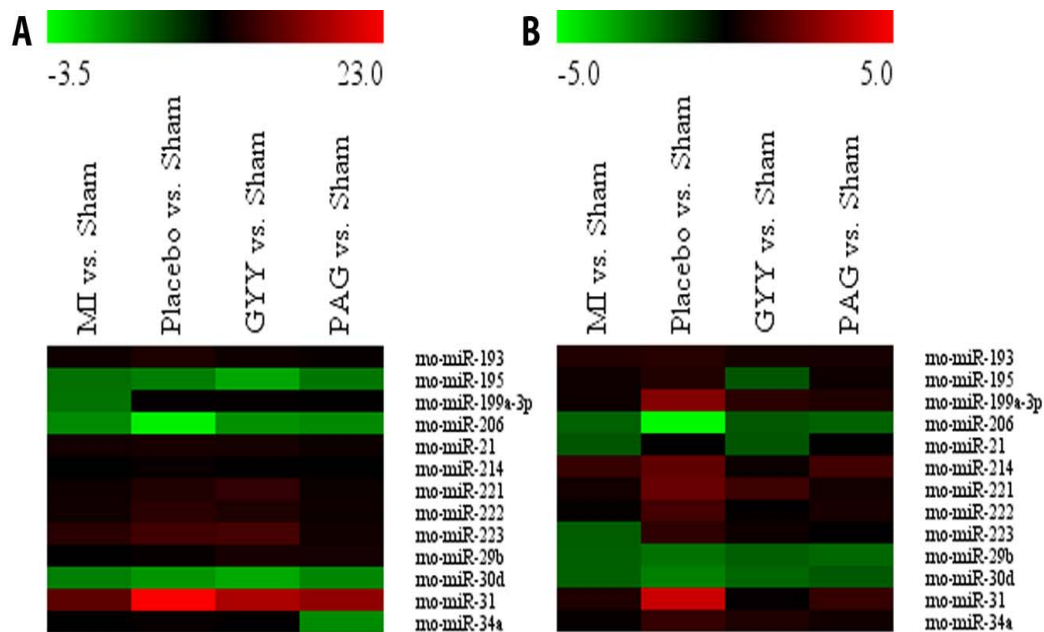 A
-3.5 23.0
MI vs. Sham
Placebo vs. Sham
GYY vs. Sham
PAG vs. Sham
rno-miR-193
rno-miR-195
rno-miR-199a-3p
rno-miR-206
rno-miR-21
rno-miR-214
rno-miR-221
rno-miR-222
rno-miR-223
rno-miR-29b
rno-miR-30d
rno-miR-31
rno-miR-34a
B
-5.0 5.0
MI vs. Sham
Placebo vs. Sham
GYY vs. Sham
PAG vs. Sham
rno-miR-193
rno-miR-195
rno-miR-199a-3p
rno-miR-206
rno-miR-21
rno-miR-214
rno-miR-221
rno-miR-222
rno-miR-223
rno-miR-29b
rno-miR-30d
rno-miR-31
rno-miR-34a